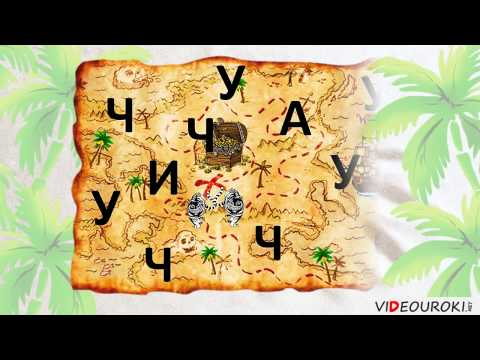 У
Ч Ч А
И У
У
Ч Ч
VIDEOUROKI.NET